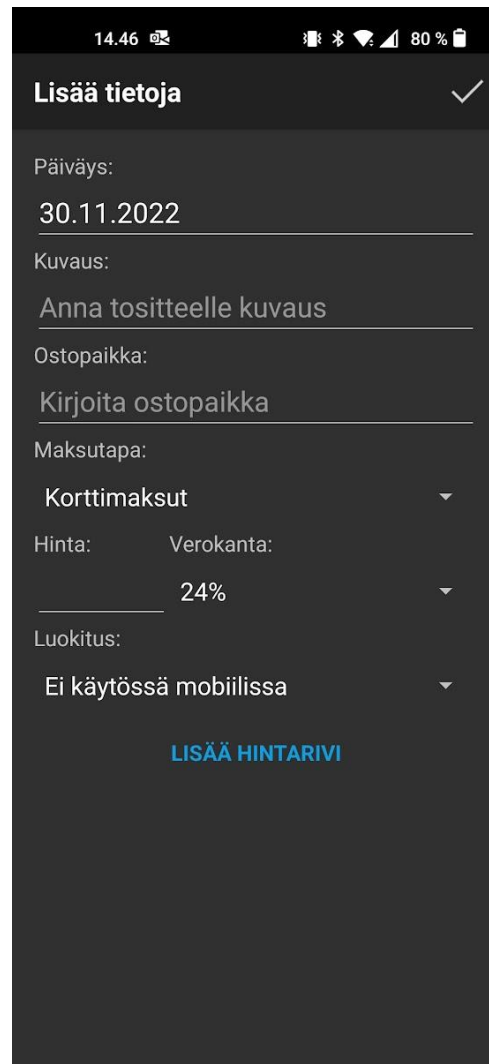 14.46 80 %
Lisää tietoja
Päiväys:
30.11.2022
Kuvaus:
Anna tositteelle kuvaus
Ostopaikka:
Kirjoita ostopaikka
Maksutapa:
Korttimaksut
Hinta: Verokanta:
24%
Luokitus:
Ei käytössä mobiilissa
LISÄÄ HINTARIVI